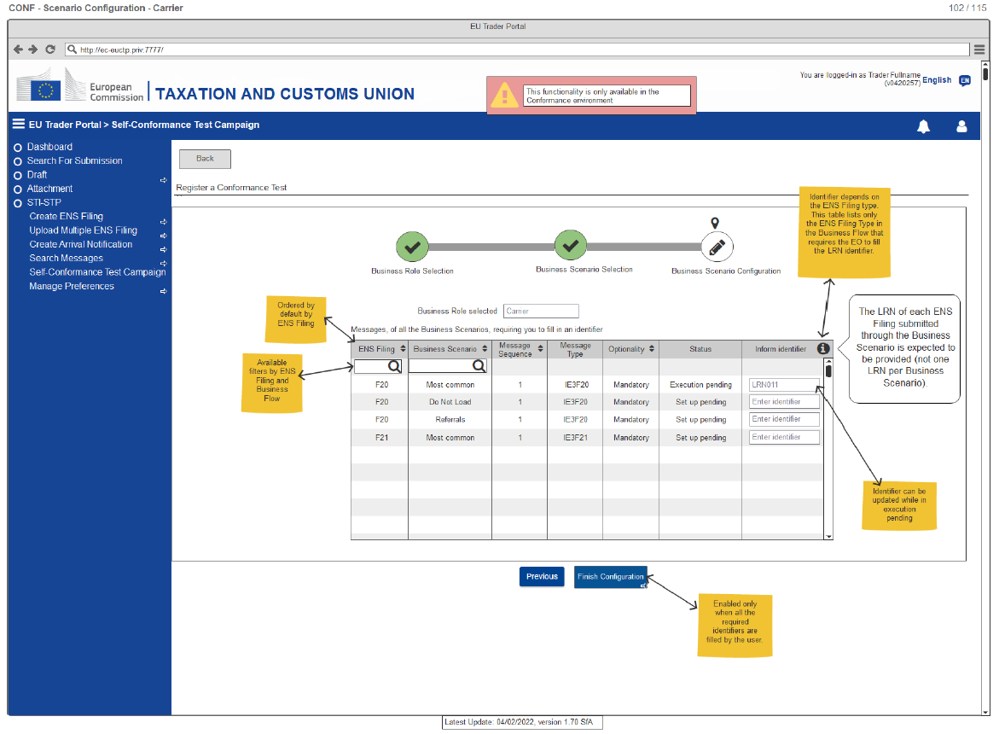 CONF - Scenario Configuration - Carrier
102 / 115
EU Trader Portal
http://ec-euctp.priv:7777/
European
Commission
TAXATION AND CUSTOMS UNION
This functionality is only available in the
Conformance environment
You are logged-in as Trader Fullname
(v0420257)
English
EN
EU Trader Portal > Self-Conformance Test Campaign
Dashboard
Search For Submission
Draft
Attachment
STI-STP
Create ENS Filing
Upload Multiple ENS Filing
Create Arrival Notification
Search Messages
Self-Conformance Test Campaign
Manage Preferences
Back
Register a Conformance Test
Business Role Selection
Business Scenario Selection
Business Scenario Configuration
Identifier depends on
the ENS Filing type.
This table lists only
the ENS Filing Type in
the Business Flow that
requires the EO to fill
the LRN identifier.
Ordered by
default by
ENS Filing
Business Role selected
Carrier
Messages, of all the Business Scenarios, requiring you to fill in an identifier
The LRN of each ENS
Filing submitted
through the Business
Scenario is expected to
be provided (not one
LRN per Business
Scenario).
Available
filters by ENS
Filing and
Business
Flow
ENS Filing Business Scenario Message Sequence Message Type Optionality Status Inform identifier
F20 Most common 1 IE3F20 Mandatory Execution pending LRN011
F20 Do Not Load 1 IE3F20 Mandatory Set up pending Enter identifier
F20 Referrals 1 IE3F20 Mandatory Set up pending Enter identifier
F21 Most common 1 IE3F21 Mandatory Set up pending Enter identifier
Identifier can be
updated while in
execution
pending
Previous
Finish Configuration
Enabled only
when all the
required
identifiers are
filled by the user.
Latest Update: 04/02/2022, version 1.70 SfA